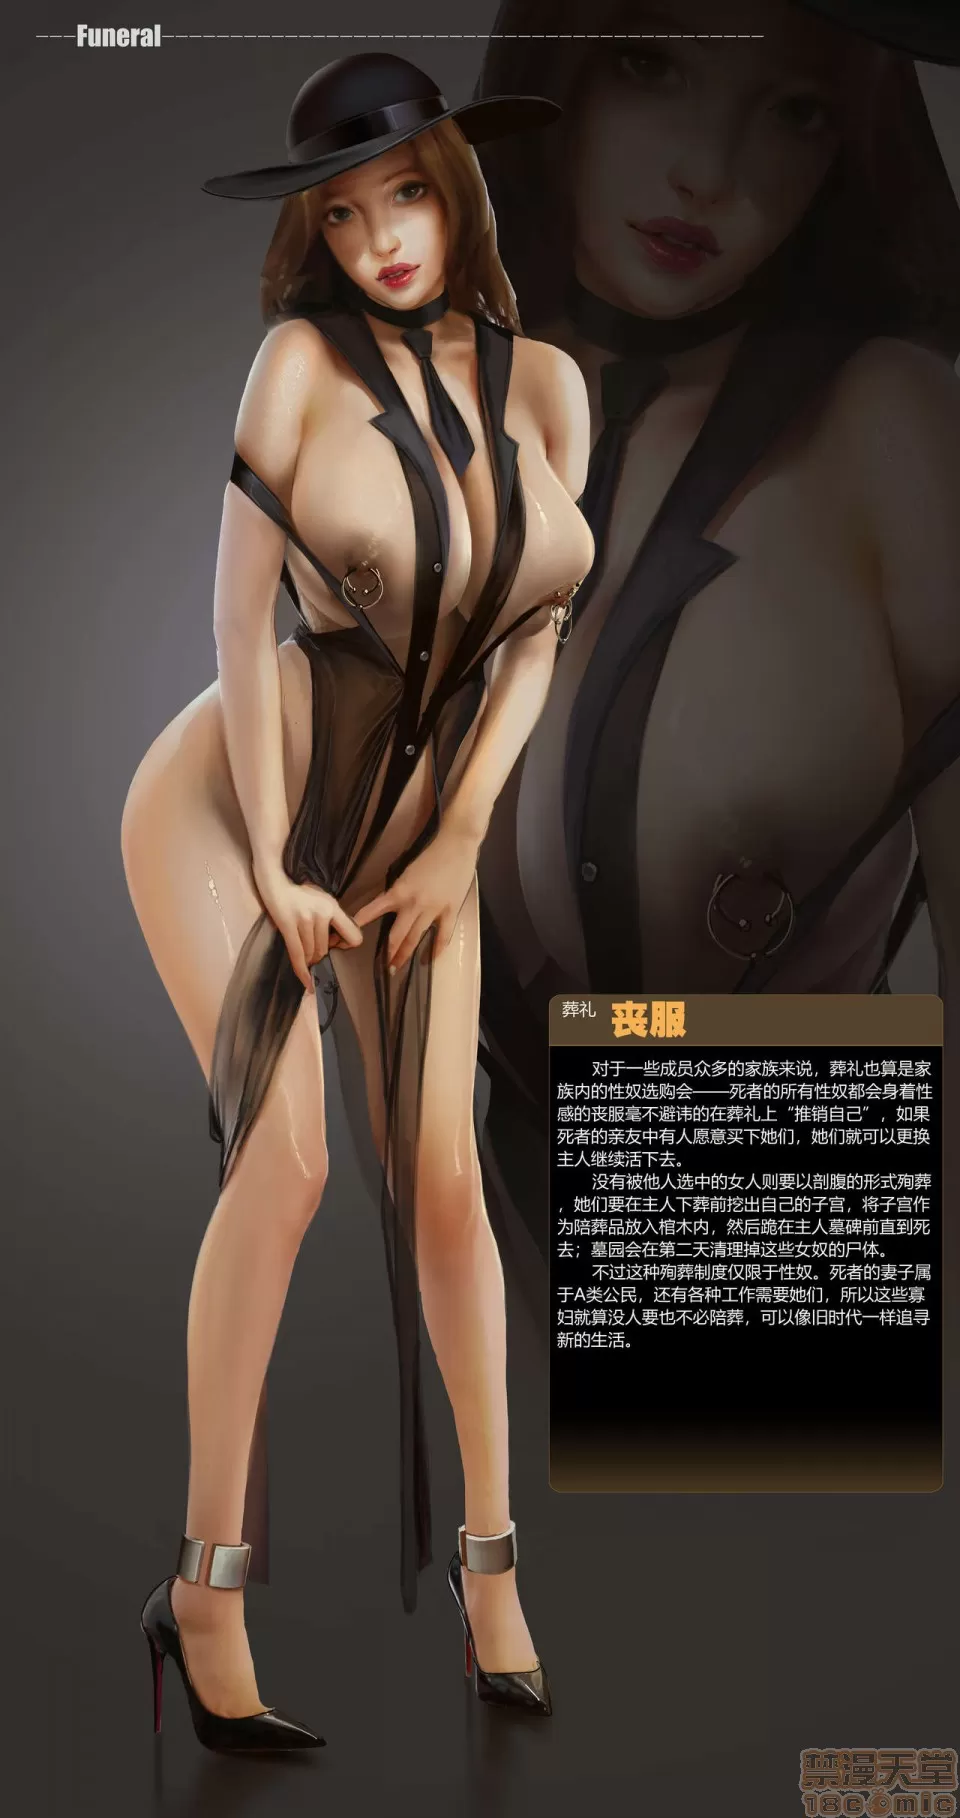 Funeral
葬礼 丧服
对于一些成员众多的家族来说，葬礼也算是家
族内的性奴选购会——死者的所有性奴都会身着性
感的丧服毫不避讳的在葬礼上“推销自己”，如果
死者的亲友中有人愿意买下她们，她们就可以更换
主人继续活下去。
没有被他人选中的女人则要以剖腹的形式殉葬
，她们要在主人下葬前挖出自己的子宫，将子宫作
为陪葬品放入棺木内，然后跪在主人墓碑前直到死
去；墓园会在第二天清理掉这些女奴的尸体。
不过这种殉葬制度仅限于性奴。死者的妻子属
于A类公民，还有各种工作需要她们，所以这些寡
妇就算没人要也不必陪葬，可以像旧时代一样追寻
新的生活。
禁漫天堂
18comic